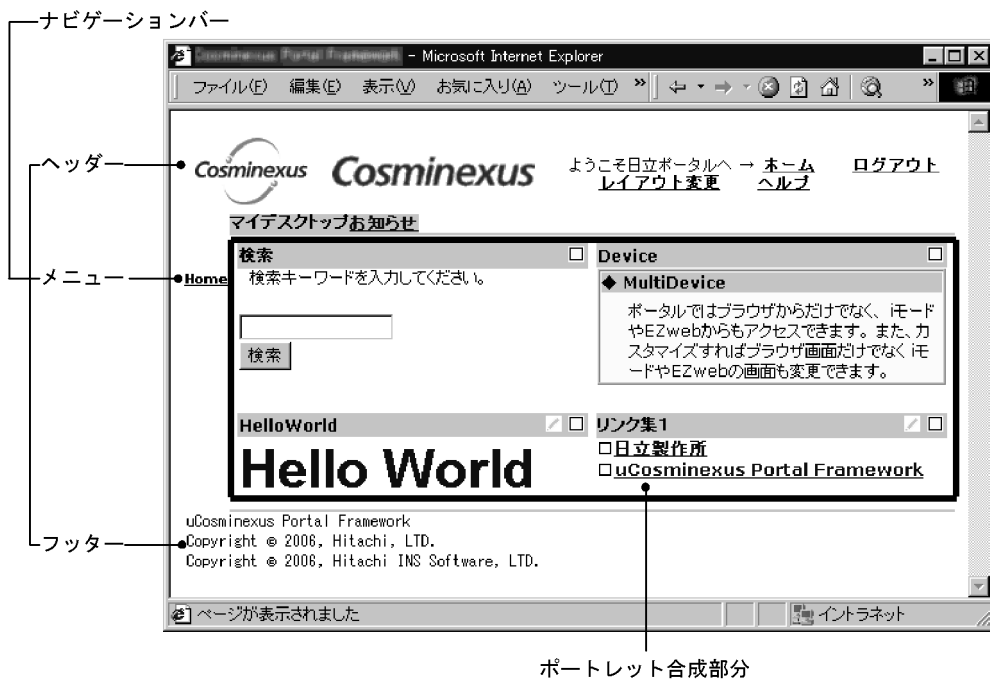 ナビゲーションバー
- Microsoft Internet Explorer
ファイル(F) 編集(E) 表示(V) お気に入り(A) ツール(T) »
»
ヘッダー
Cosminexus
Cosminexus
ようこそ日立ポータルへ → ホーム ログアウト
レイアウト変更 ヘルプ
マイデスクトップ お知らせ
メニュー
Home
検索
検索キーワードを入力してください。
検索
Device
◆ MultiDevice
ポータルではブラウザからだけでなく、iモード
やEZwebからもアクセスできます。また、カ
スタマイズすればブラウザ画面だけでなく iモ
ードやEZwebの画面も変更できます。
HelloWorld
Hello World
リンク集1
日立製作所
uCosminexus Portal Framework
フッター
uCosminexus Portal Framework
Copyright © 2006, Hitachi, LTD.
Copyright © 2006, Hitachi INS Software, LTD.
ページが表示されました
イントラネット
ポートレット合成部分